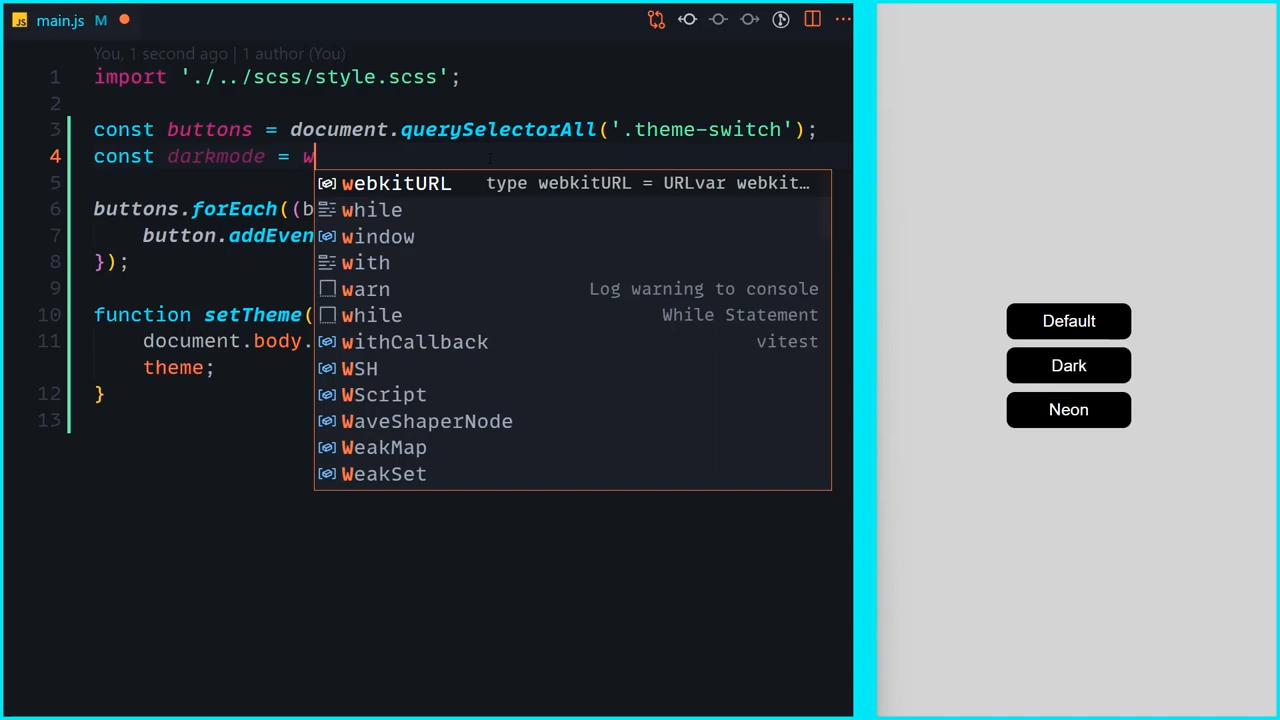 JS main.js M
You, 1 second ago | 1 author (You)
1 import './../scss/style.scss';
2
3 const buttons = document.querySelectorAll('.theme-switch');
4 const darkmode = w
webkitURL type webkitURL = URLvar webkit…
5 while
6 buttons.forEach((b window
7 button.addEven with
8 });
9 warn Log warning to console
10 function setTheme( while While Statement
11 document.body. withCallback vitest
theme; WSH
12 } WScript
13 WaveShaperNode
WeakMap
WeakSet
Default
Dark
Neon